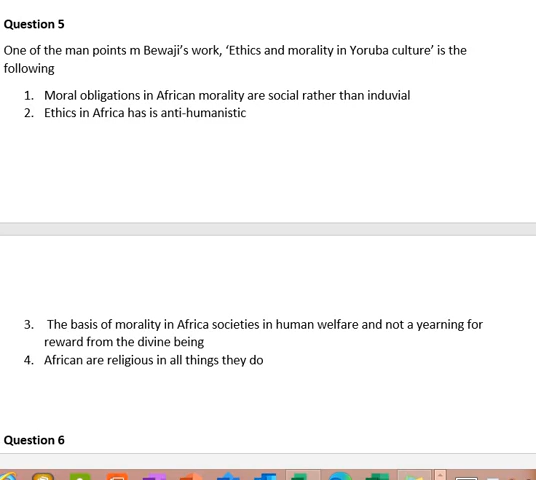 Question 5
One of the man points m Bewaji's work, 'Ethics and morality in Yoruba culture' is the
following
1. Moral obligations in African morality are social rather than induvial
2. Ethics in Africa has is anti-humanistic
3. The basis of morality in Africa societies in human welfare and not a yearning for
reward from the divine being
4. African are religious in all things they do
Question 6